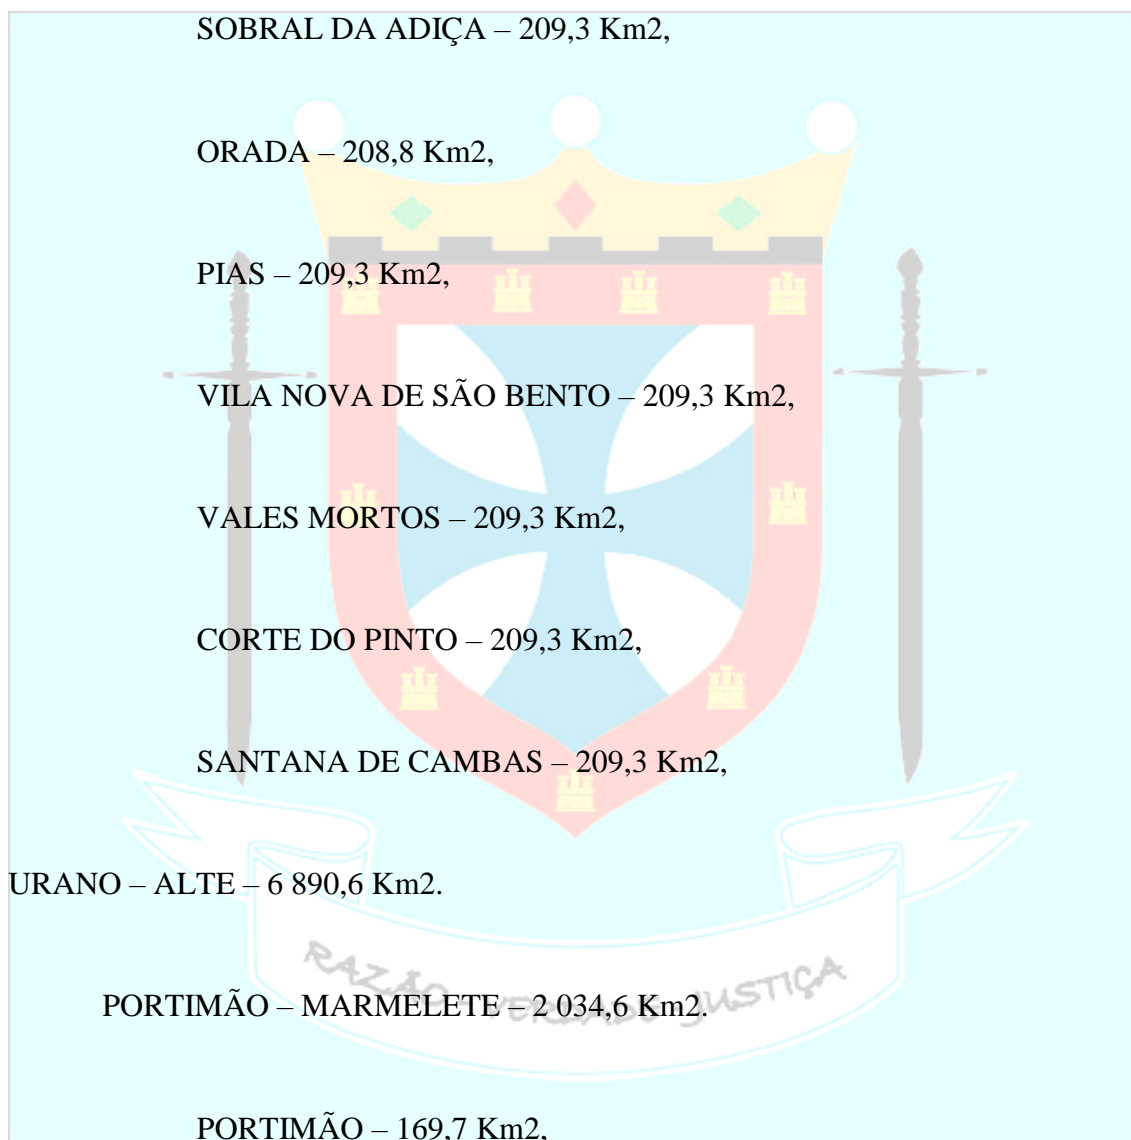 SOBRAL DA ADIÇA – 209,3 Km2,
ORADA – 208,8 Km2,
PIAS – 209,3 Km2,
VILA NOVA DE SÃO BENTO – 209,3 Km2,
VALES MORTOS – 209,3 Km2,
CORTE DO PINTO – 209,3 Km2,
SANTANA DE CAMBAS – 209,3 Km2,
URANO – ALTE – 6 890,6 Km2.
RAZÃO - VERDADE - JUSTIÇA
PORTIMÃO – MARMELETE – 2 034,6 Km2.
PORTIMÃO – 169,7 Km2,